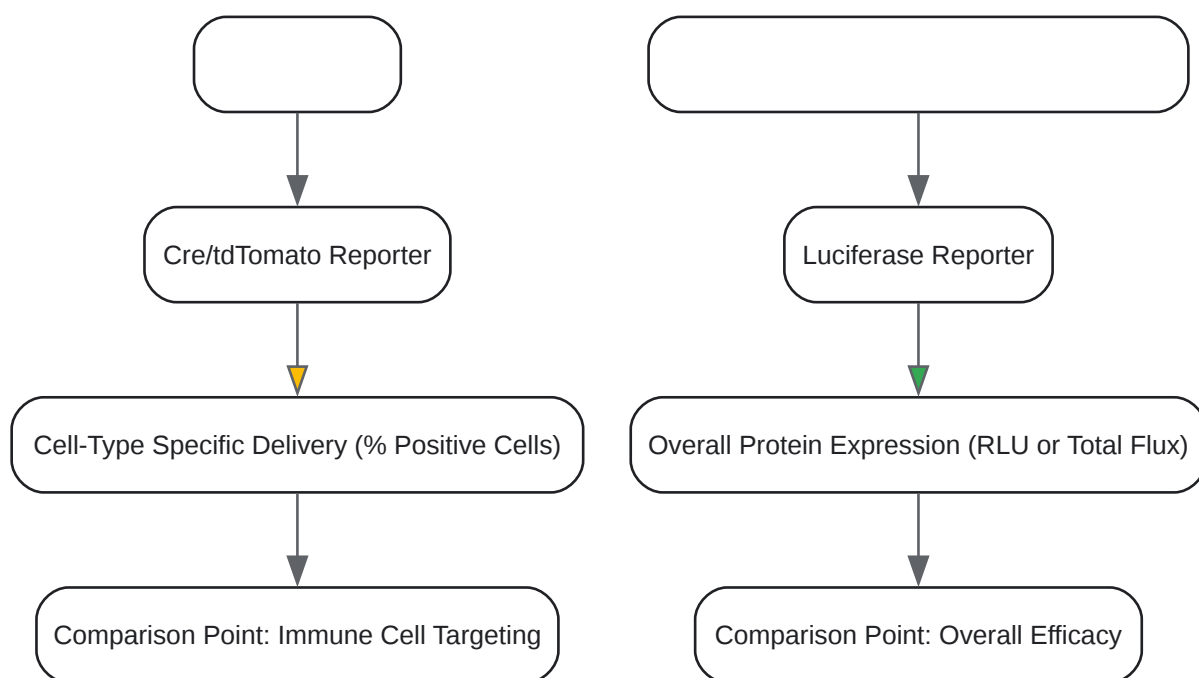 Cre/tdTomato Reporter
Luciferase Reporter
Cell-Type Specific Delivery (% Positive Cells)
Overall Protein Expression (RLU or Total Flux)
Comparison Point: Immune Cell Targeting
Comparison Point: Overall Efficacy